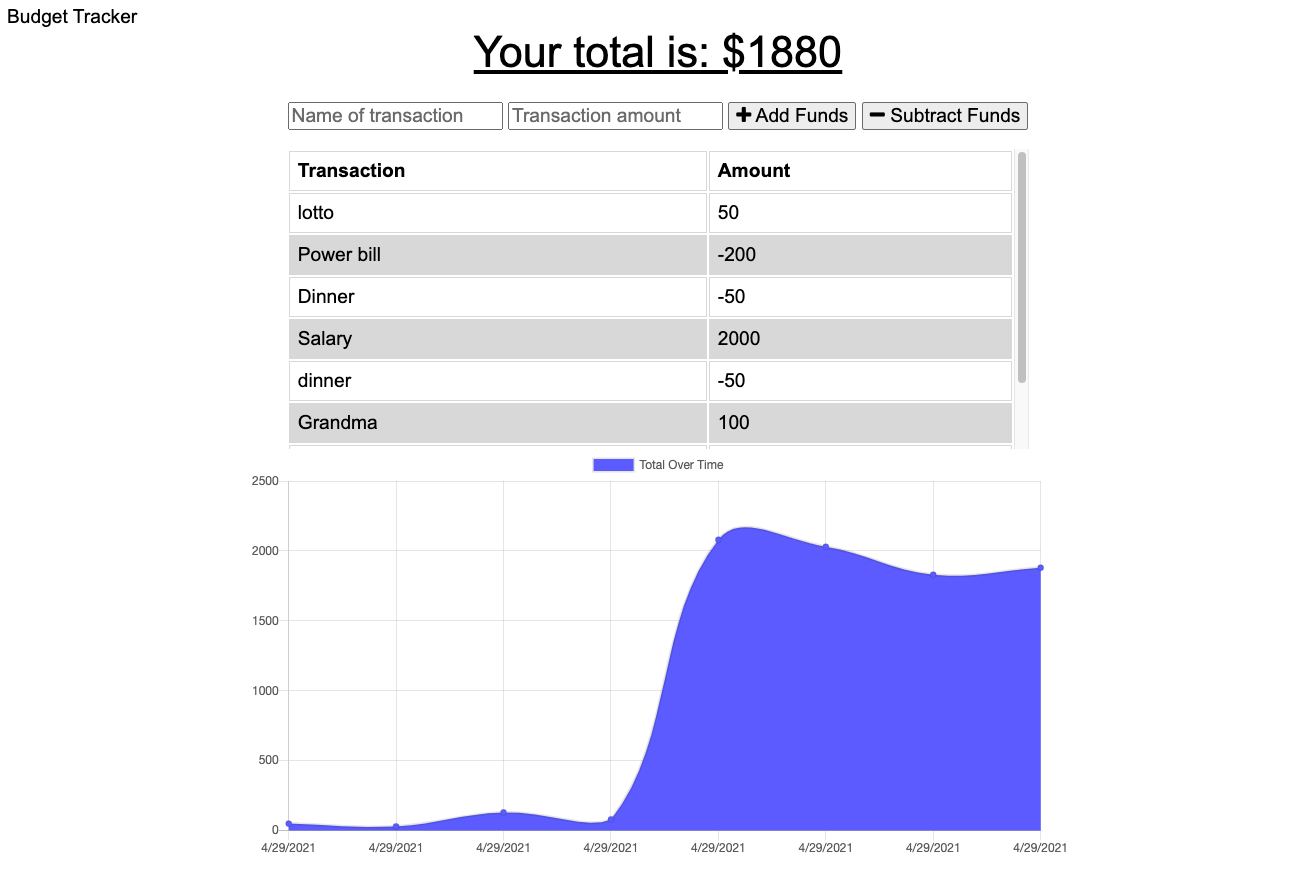 Budget Tracker
Your total is: $1880
Name of transaction Transaction amount Add Funds Subtract Funds
Transaction Amount
lotto 50
Power bill -200
Dinner -50
Salary 2000
dinner -50
Grandma 100
Total Over Time
2500
2000
1500
1000
500
0
4/29/2021 4/29/2021 4/29/2021 4/29/2021 4/29/2021 4/29/2021 4/29/2021 4/29/2021